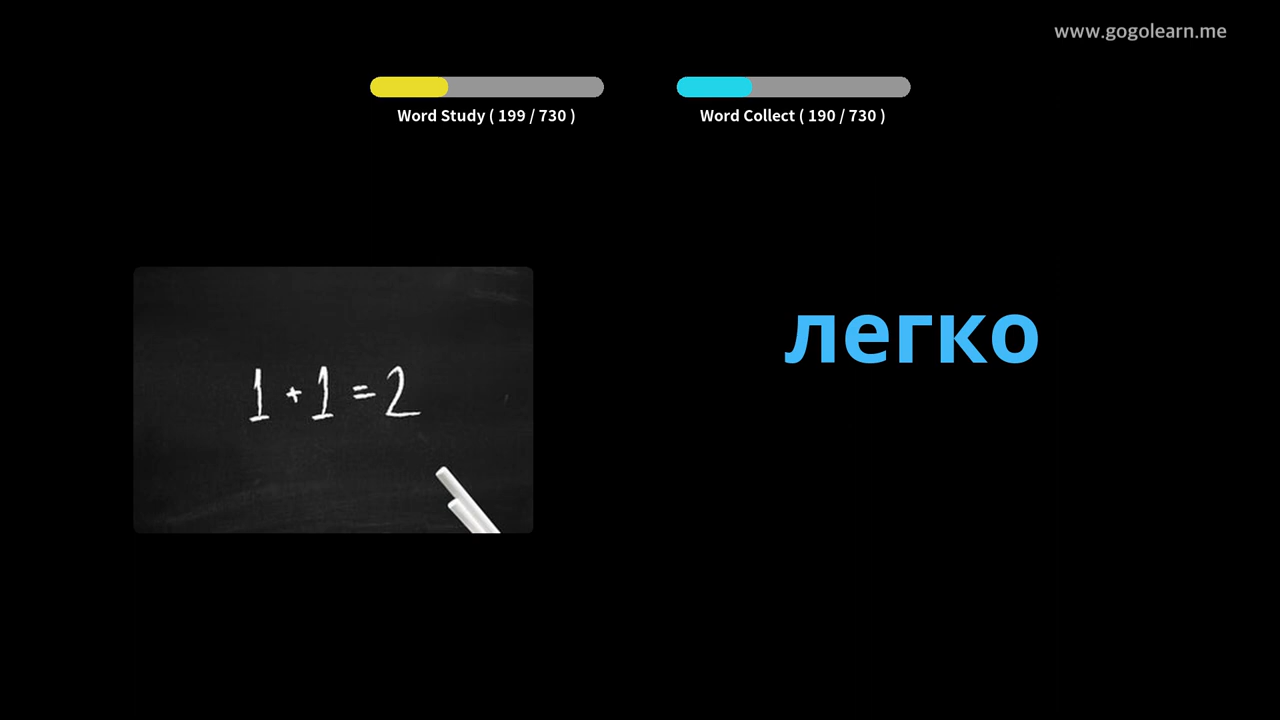 www.gogolearn.me
Word Study ( 199 / 730 )
Word Collect ( 190 / 730 )
легко
1 + 1 = 2